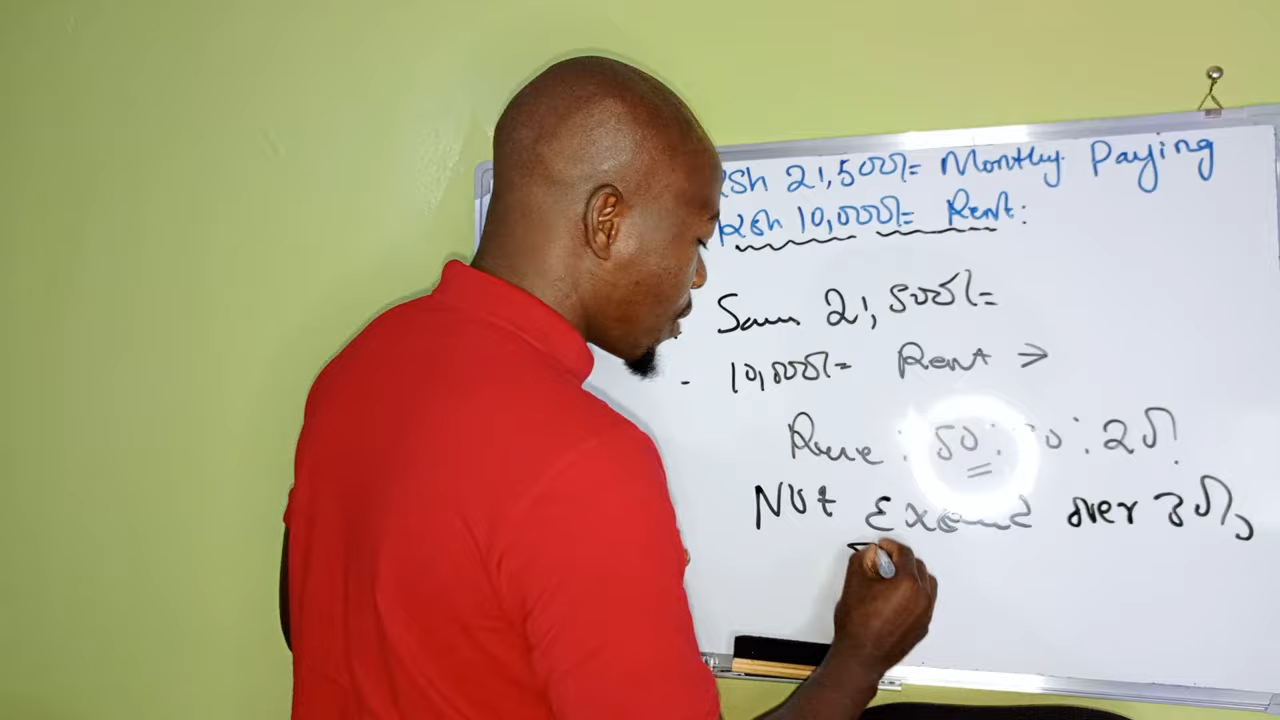 KSh 21,500/= Monthly Paying
KSh 10,000/= Rent:
Sam 21,500/=
- 10,000/= Rent →
Rule : 50: 30: 20
Not Exceed over 30%